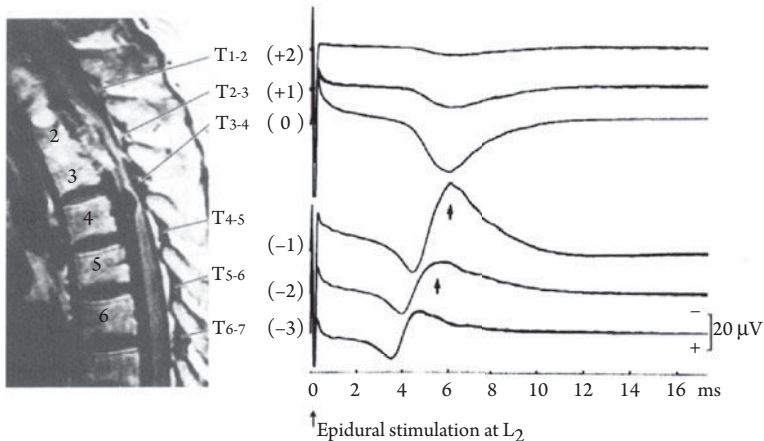 T1-2 (+2)
T2-3 (+1)
T3-4 (0)
T4-5 (−1)
T5-6 (−2)
T6-7 (−3)
2
3
4
5
6
−
+
20 μV
0 2 4 6 8 10 12 14 16 ms
Epidural stimulation at L2